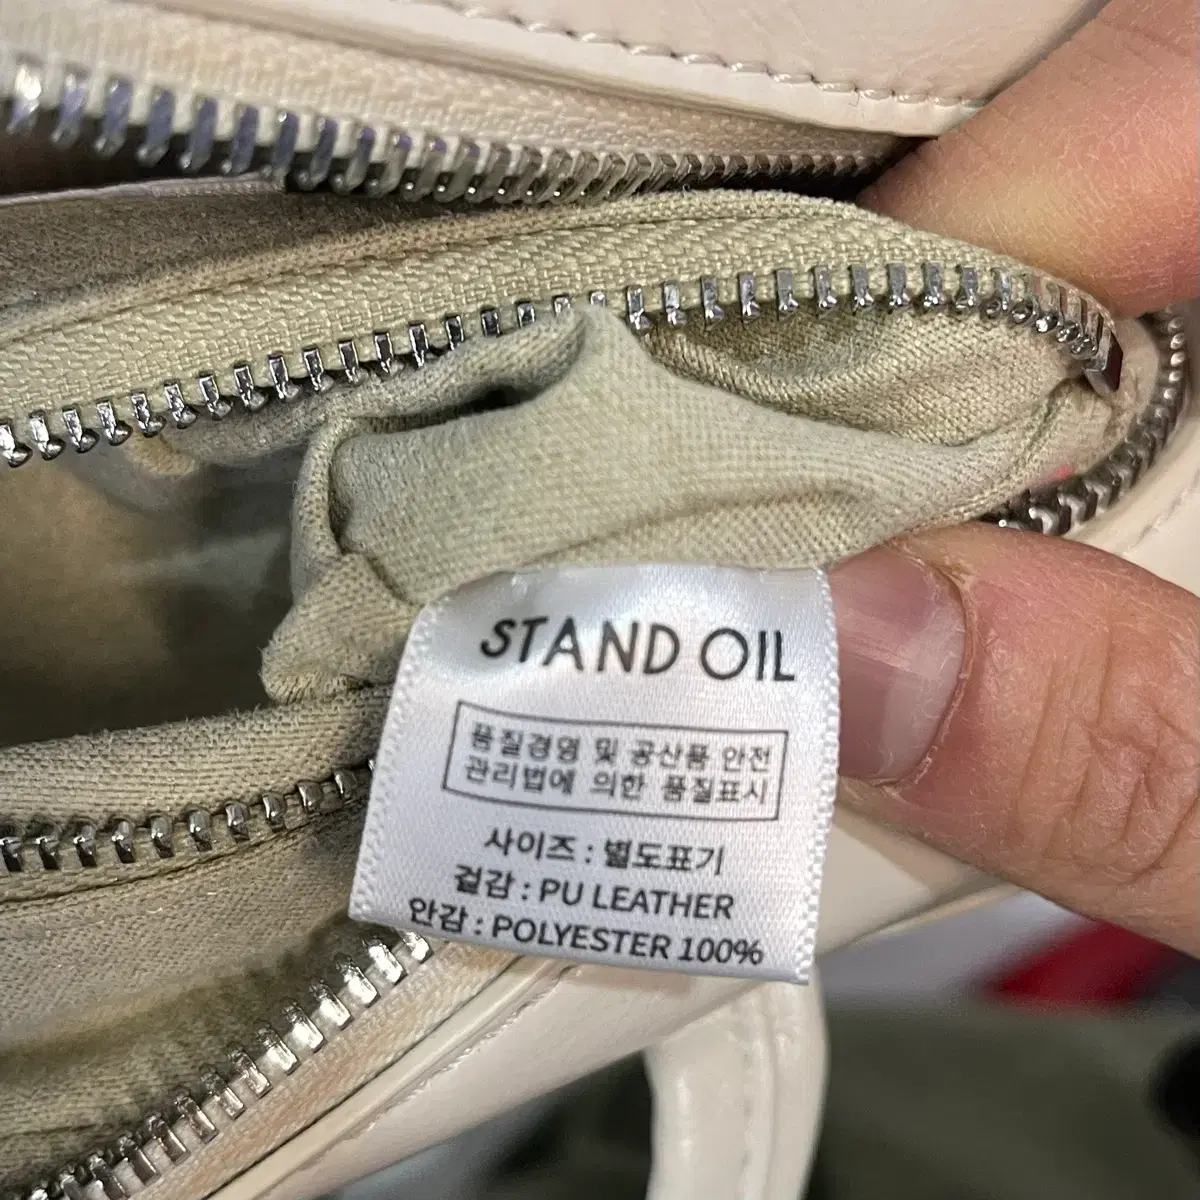 STAND OIL
품질경영 및 공산품 안전
관리법에 의한 품질표시
사이즈 : 별도표기
겉감 : PU LEATHER
안감 : POLYESTER 100%